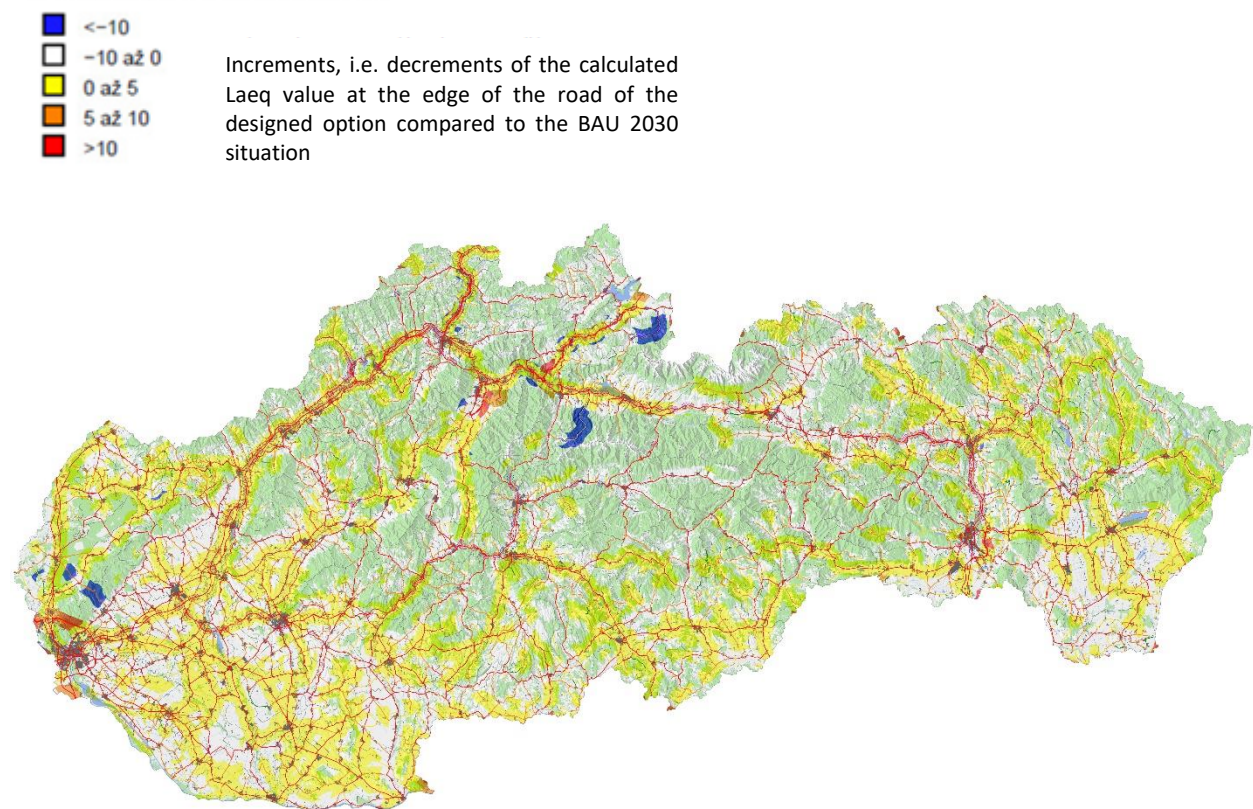 <−10
−10 až 0
0 až 5
5 až 10
>10
Increments, i.e. decrements of the calculated
Laeq value at the edge of the road of the
designed option compared to the BAU 2030
situation